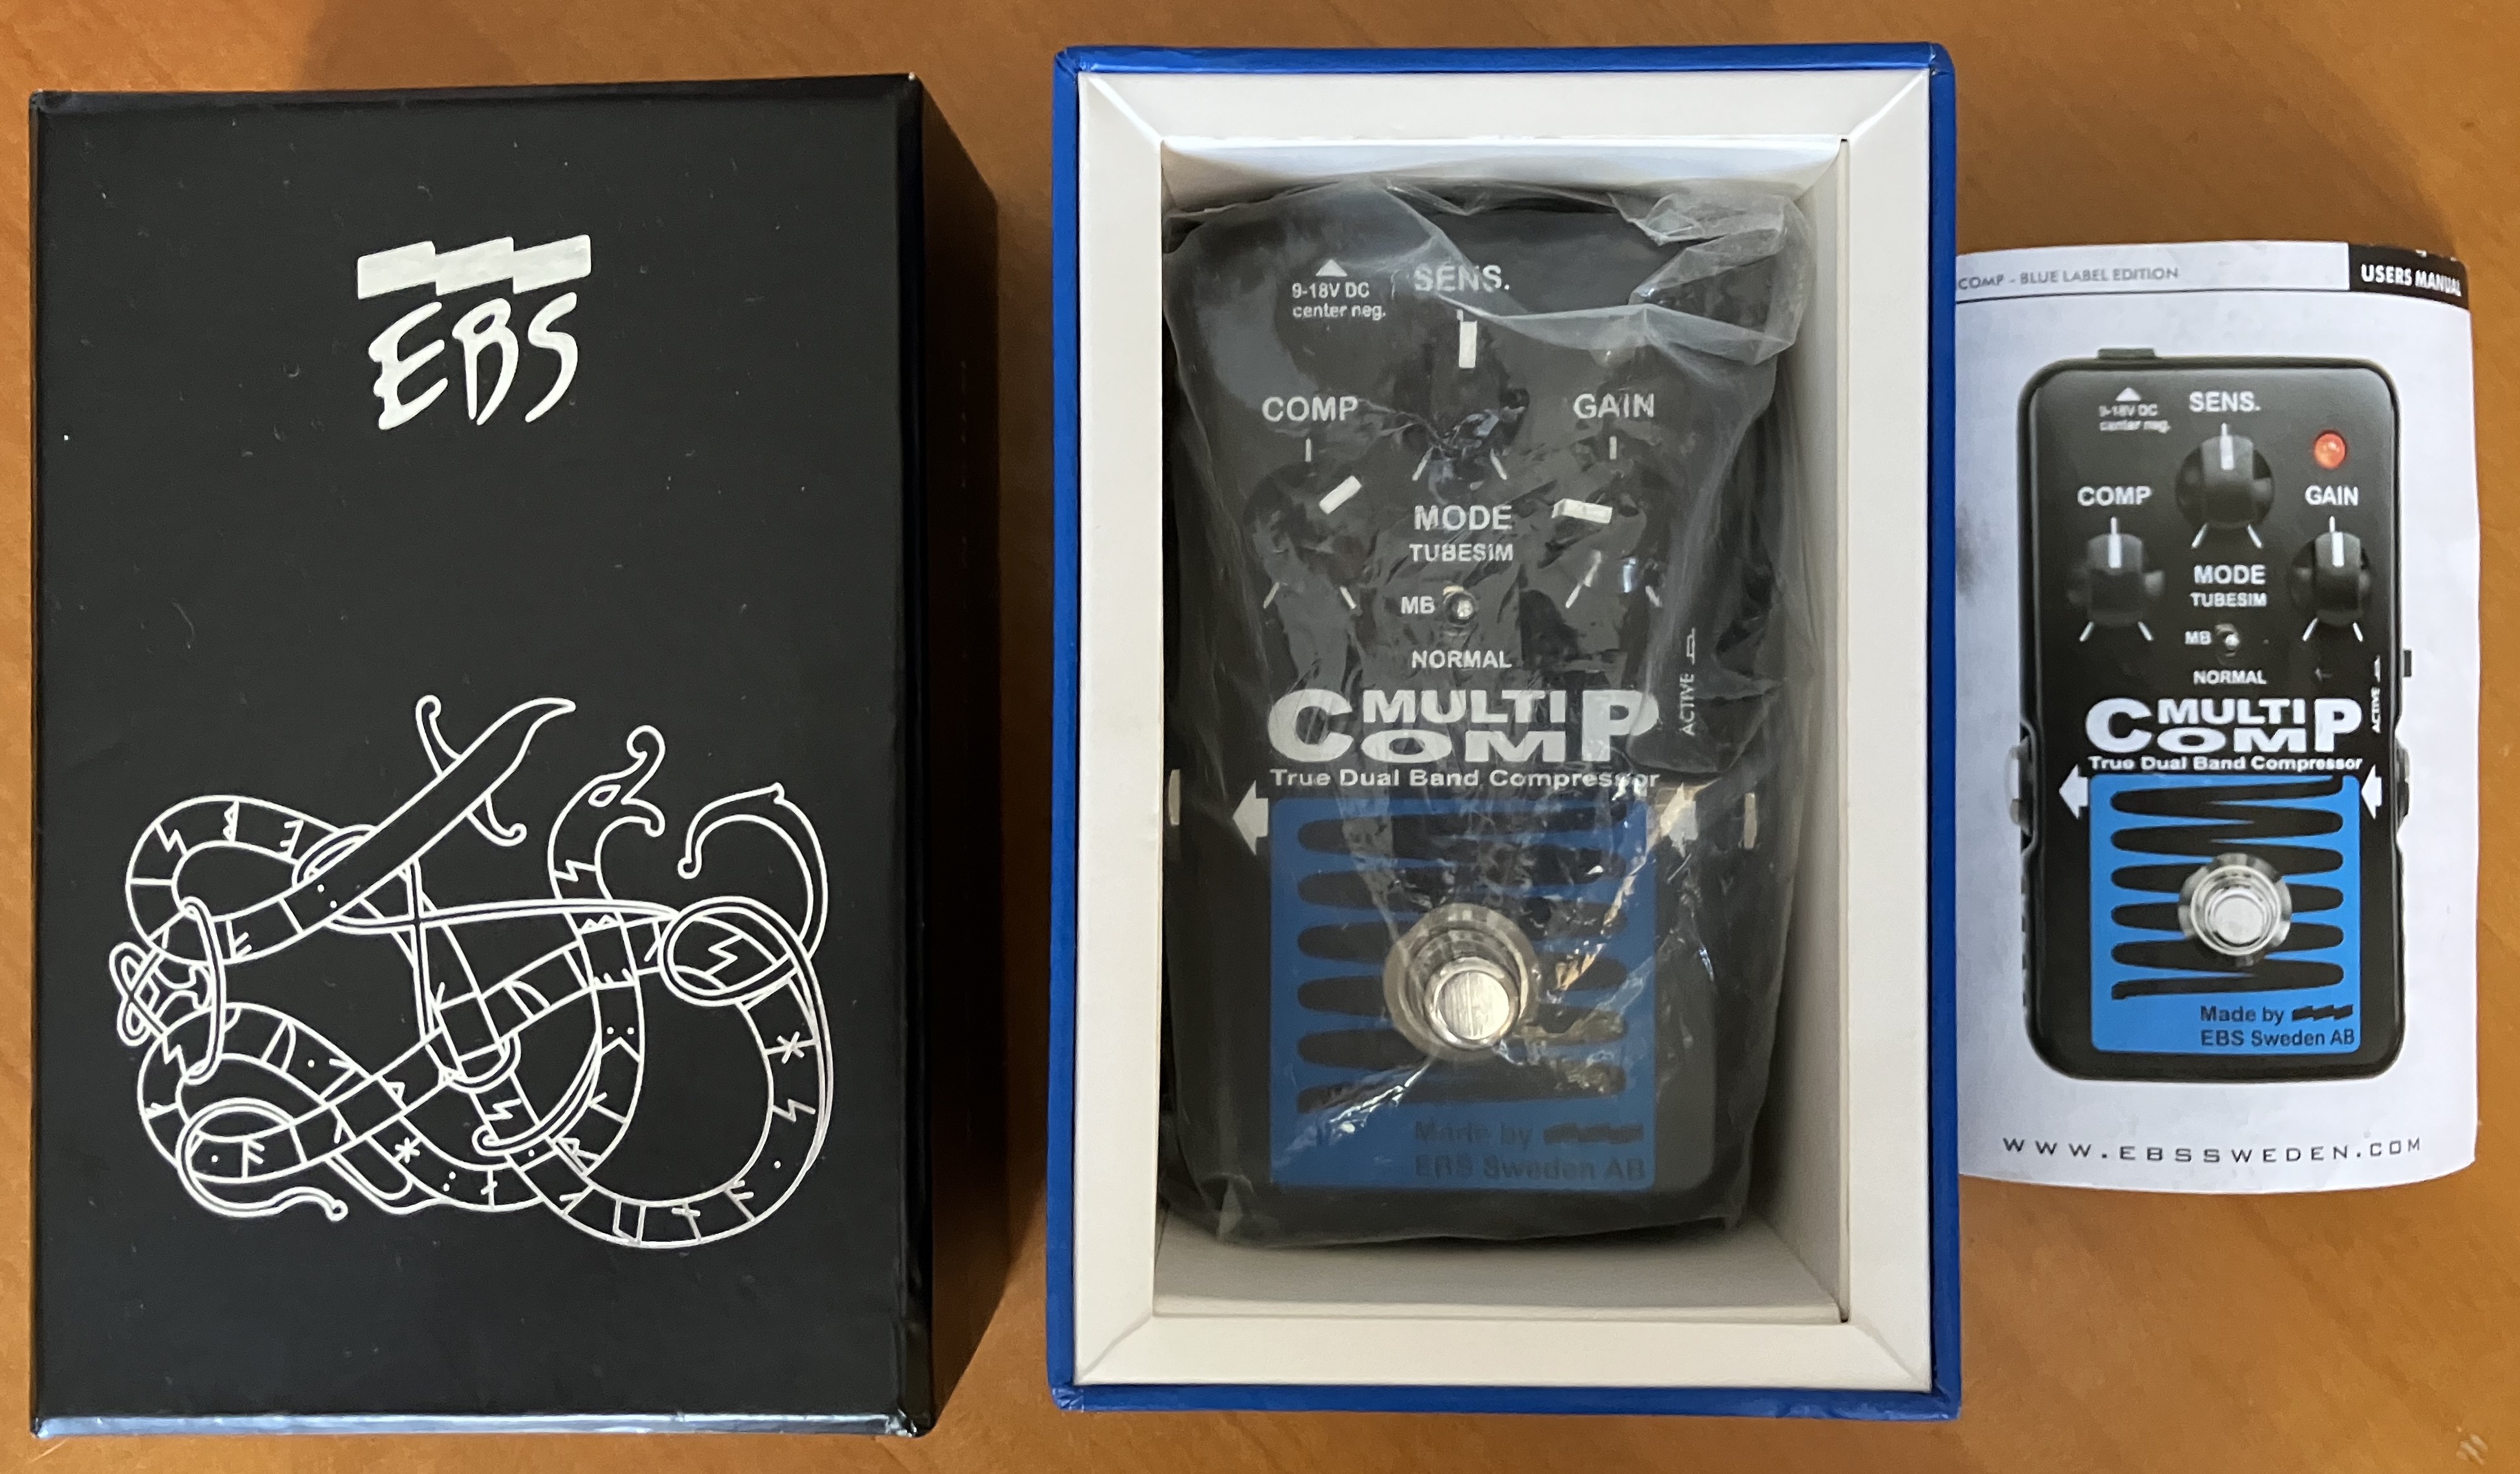 EBS
9-18V DC
center neg.
SENS.
COMP
GAIN
MODE
TUBESIM
MB
NORMAL
ACTIVE
MULTI
COMP
True Dual Band Compressor
Made by
EBS Sweden AB
COMP - BLUE LABEL EDITION
USERS MANUAL
9-18V DC
center neg.
SENS.
COMP
GAIN
MODE
TUBESIM
MB
NORMAL
ACTIVE
MULTI
COMP
True Dual Band Compressor
Made by
EBS Sweden AB
WWW.EBSSWEDEN.COM